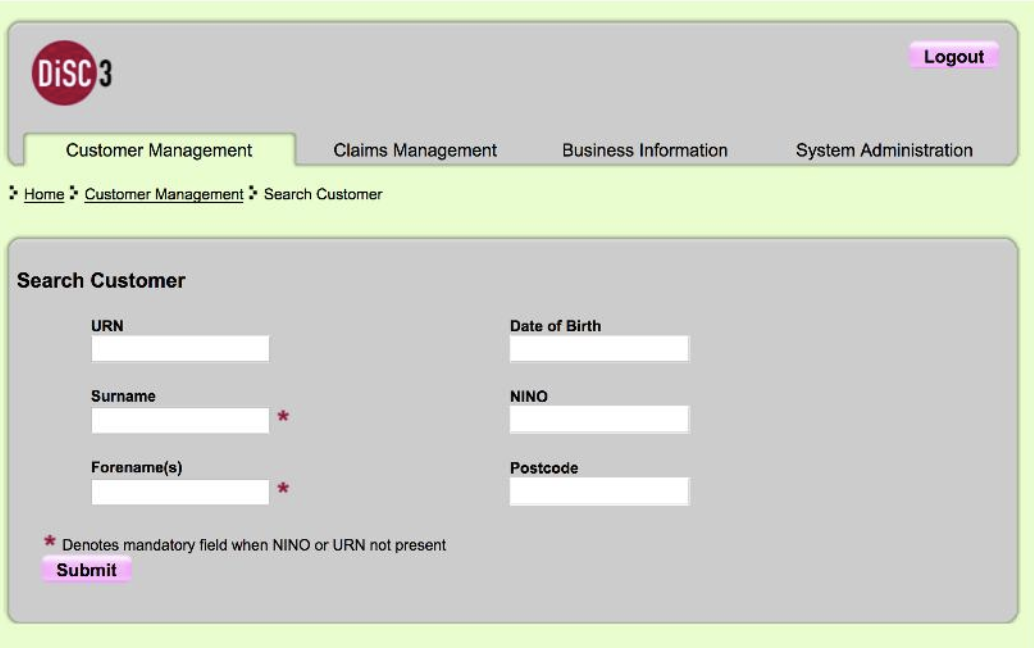 DiSC 3
Logout
Customer Management Claims Management Business Information System Administration
Home Customer Management Search Customer
Search Customer
URN Date of Birth
Surname NINO
*
Forename(s) Postcode
*
* Denotes mandatory field when NINO or URN not present
Submit